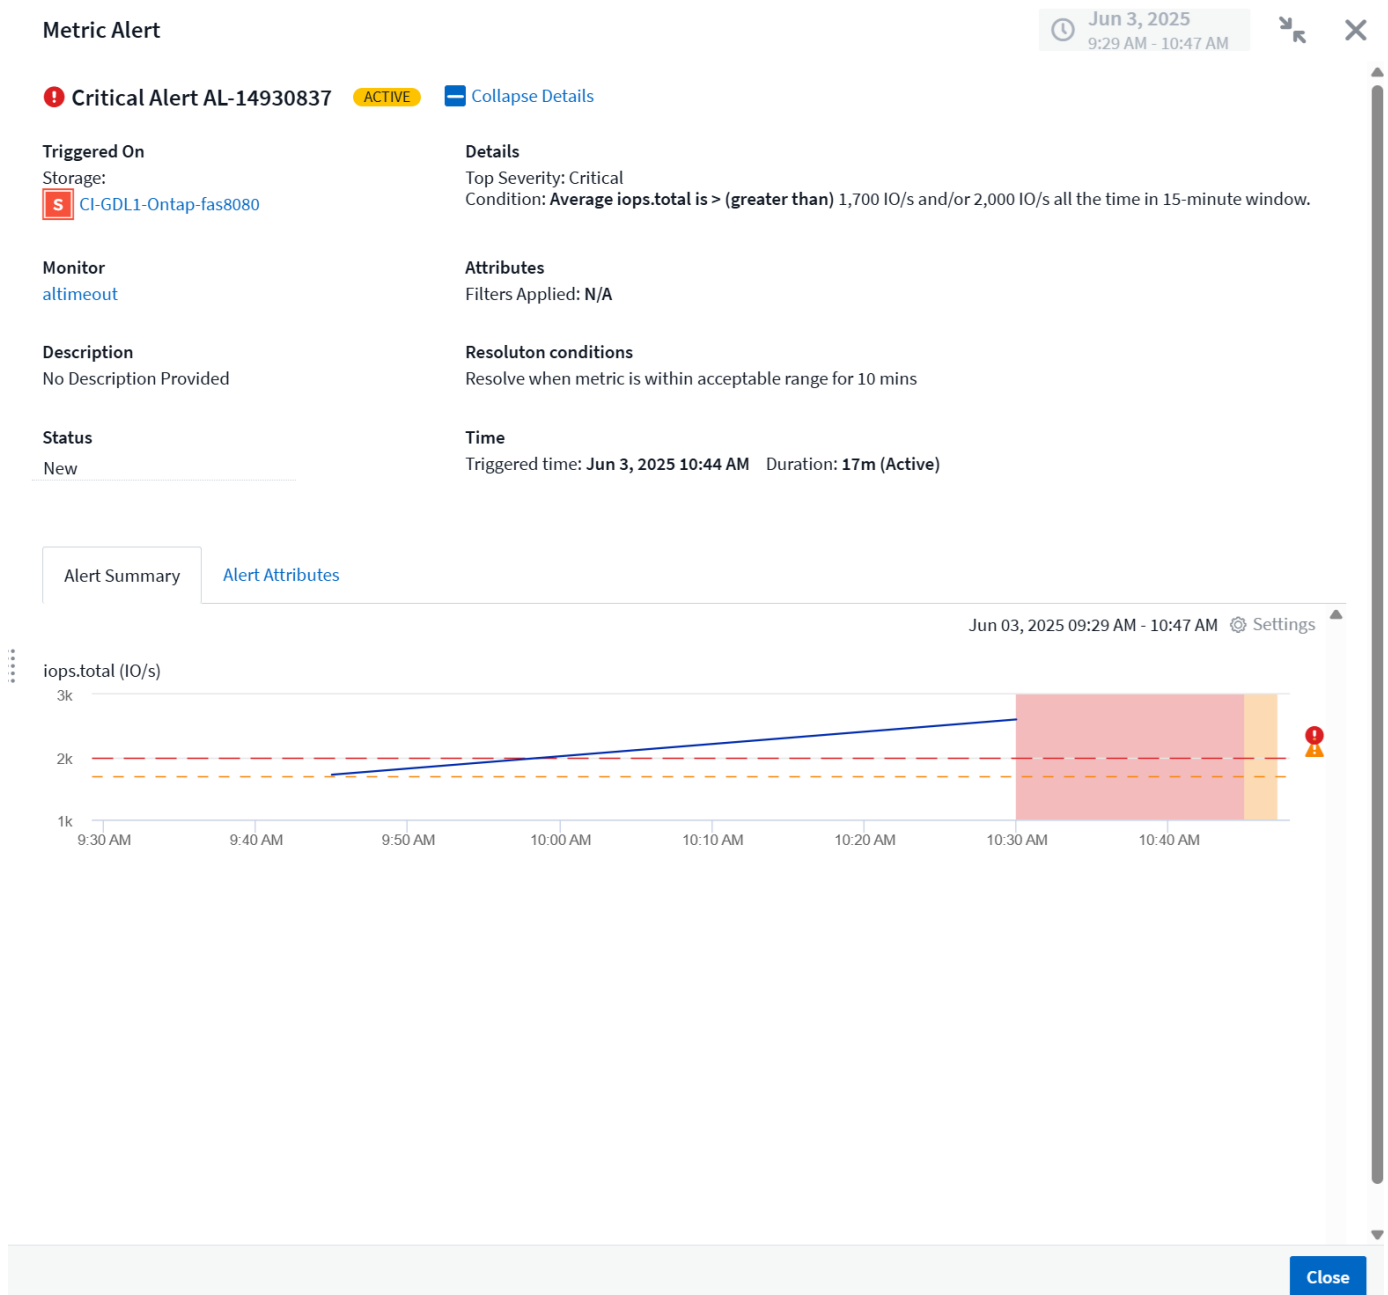 Metric Alert
Jun 3, 2025
9:29 AM - 10:47 AM
Critical Alert AL-14930837
ACTIVE
Collapse Details
Triggered On
Storage:
S
CI-GDL1-Ontap-fas8080
Details
Top Severity: Critical
Condition: Average iops.total is > (greater than) 1,700 IO/s and/or 2,000 IO/s all the time in 15-minute window.
Monitor
altimeout
Attributes
Filters Applied: N/A
Description
No Description Provided
Resoluton conditions
Resolve when metric is within acceptable range for 10 mins
Status
New
Time
Triggered time: Jun 3, 2025 10:44 AM Duration: 17m (Active)
Alert Summary
Alert Attributes
Jun 03, 2025 09:29 AM - 10:47 AM
Settings
iops.total (IO/s)
3k
2k
1k
9:30 AM
9:40 AM
9:50 AM
10:00 AM
10:10 AM
10:20 AM
10:30 AM
10:40 AM
Close